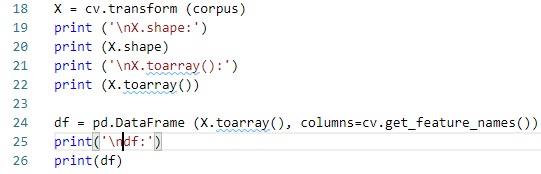 18 X = cv.transform (corpus)
19 print ('\nX.shape:')
20 print (X.shape)
21 print ('\nX.toarray():')
22 print (X.toarray())
23
24 df = pd.DataFrame (X.toarray(), columns=cv.get_feature_names())
25 print('\ndf:')
26 print(df)